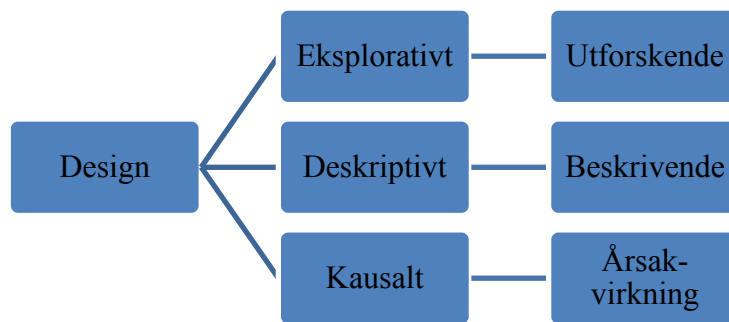 Eksplorativt
Utforskende
Design
Deskriptivt
Beskrivende
Kausalt
Årsak-
virkning